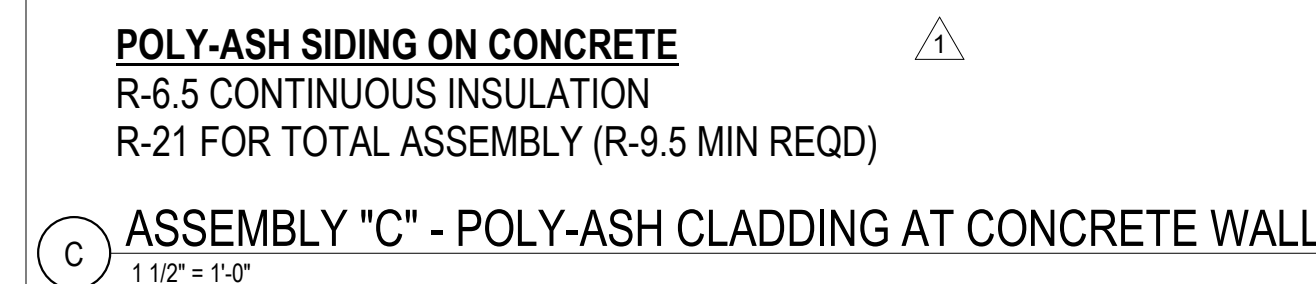 POLY-ASH SIDING ON CONCRETE
1
R-6.5 CONTINUOUS INSULATION
R-21 FOR TOTAL ASSEMBLY (R-9.5 MIN REQD)
C
ASSEMBLY "C" - POLY-ASH CLADDING AT CONCRETE WALL
1 1/2" = 1'-0"